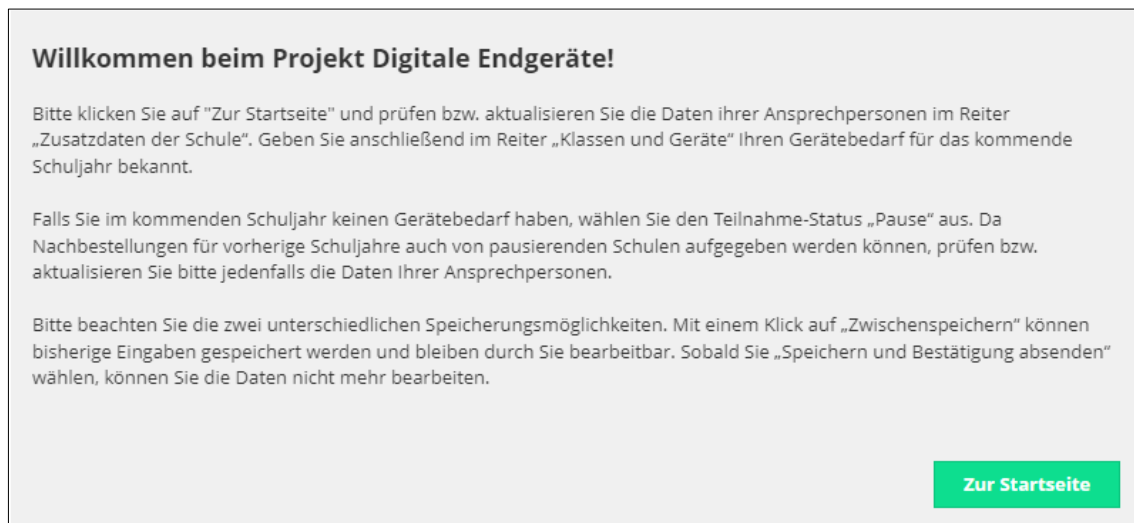 Willkommen beim Projekt Digitale Endgeräte!
Bitte klicken Sie auf "Zur Startseite" und prüfen bzw. aktualisieren Sie die Daten ihrer Ansprechpersonen im Reiter
„Zusatzdaten der Schule“. Geben Sie anschließend im Reiter „Klassen und Geräte“ Ihren Gerätebedarf für das kommende
Schuljahr bekannt.
Falls Sie im kommenden Schuljahr keinen Gerätebedarf haben, wählen Sie den Teilnahme-Status „Pause“ aus. Da
Nachbestellungen für vorherige Schuljahre auch von pausierenden Schulen aufgegeben werden können, prüfen bzw.
aktualisieren Sie bitte jedenfalls die Daten Ihrer Ansprechpersonen.
Bitte beachten Sie die zwei unterschiedlichen Speicherungsmöglichkeiten. Mit einem Klick auf „Zwischenspeichern“ können
bisherige Eingaben gespeichert werden und bleiben durch Sie bearbeitbar. Sobald Sie „Speichern und Bestätigung absenden“
wählen, können Sie die Daten nicht mehr bearbeiten.
Zur Startseite